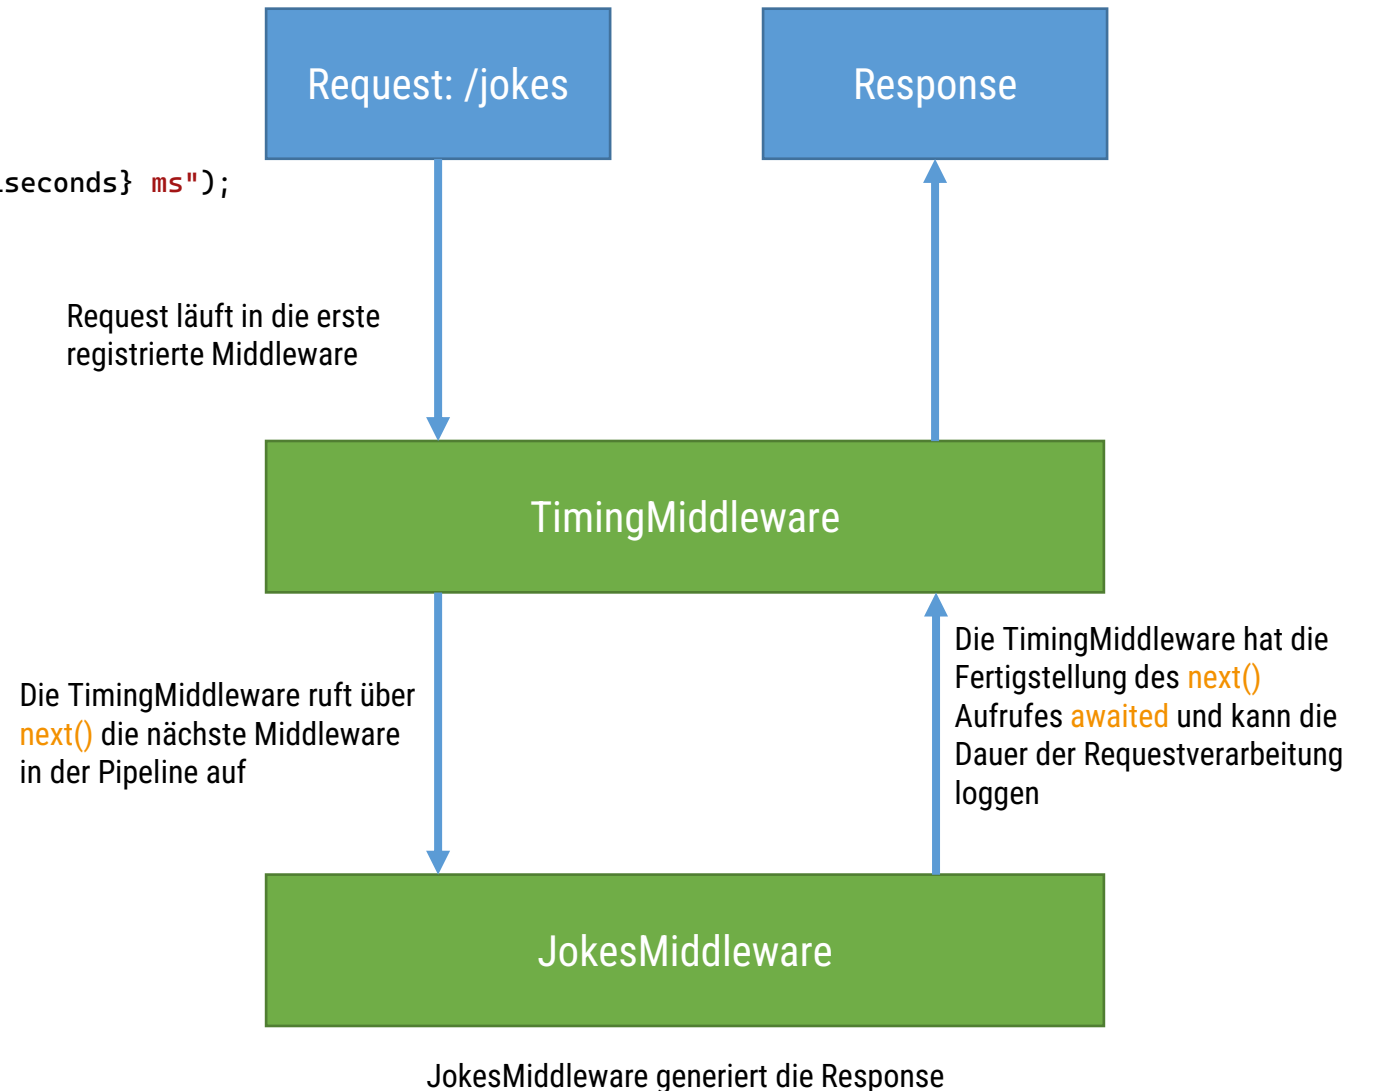 Request: /jokes
Response
seconds} ms");
Request läuft in die erste
registrierte Middleware
TimingMiddleware
Die TimingMiddleware ruft über
next() die nächste Middleware
in der Pipeline auf
Die TimingMiddleware hat die
Fertigstellung des next()
Aufrufes awaited und kann die
Dauer der Requestverarbeitung
loggen
JokesMiddleware
JokesMiddleware generiert die Response